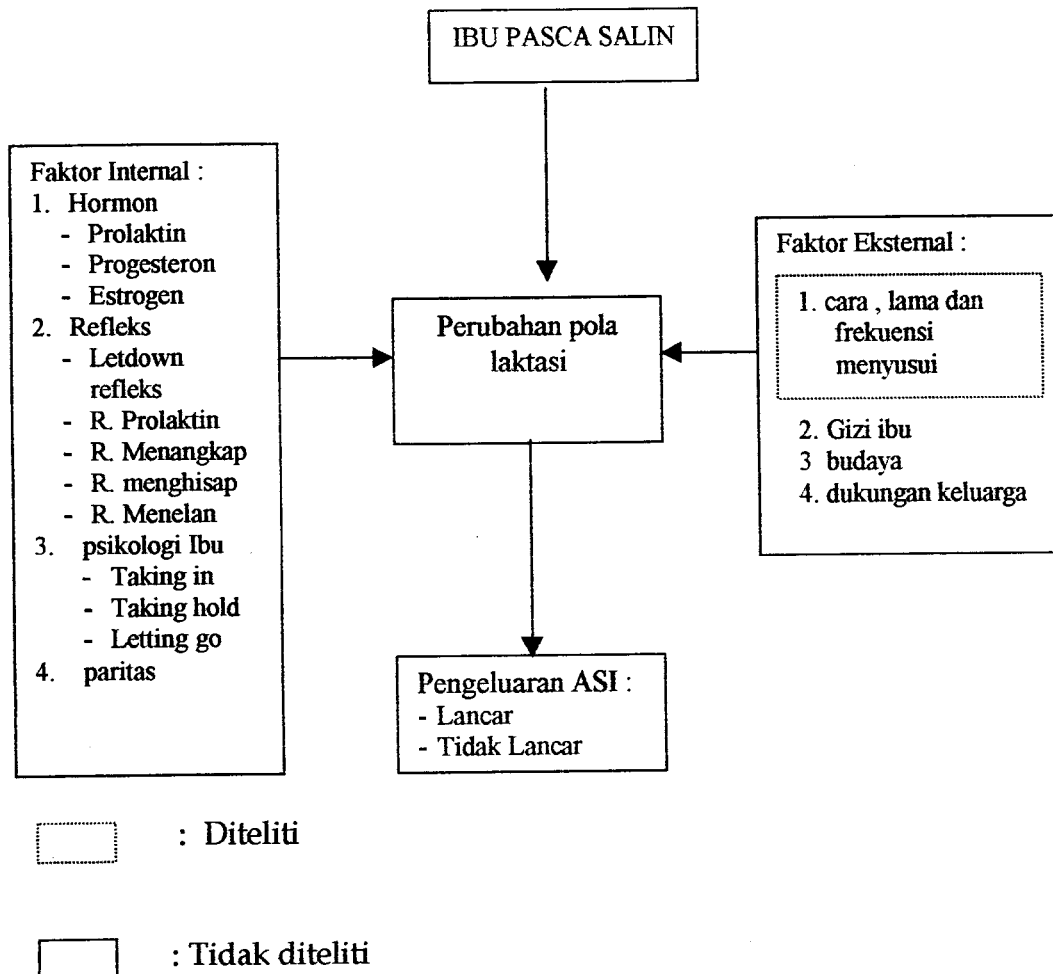 IBU PASCA SALIN
Faktor Internal :
1. Hormon
- Prolaktin
- Progesteron
- Estrogen
2. Refleks
- Letdown
refleks
- R. Prolaktin
- R. Menangkap
- R. menghisap
- R. Menelan
3. psikologi Ibu
- Taking in
- Taking hold
- Letting go
4. paritas
Perubahan pola
laktasi
Faktor Eksternal :
1. cara , lama dan
frekuensi
menyusui
2. Gizi ibu
3 budaya
4. dukungan keluarga
Pengeluaran ASI :
- Lancar
- Tidak Lancar
: Diteliti
: Tidak diteliti